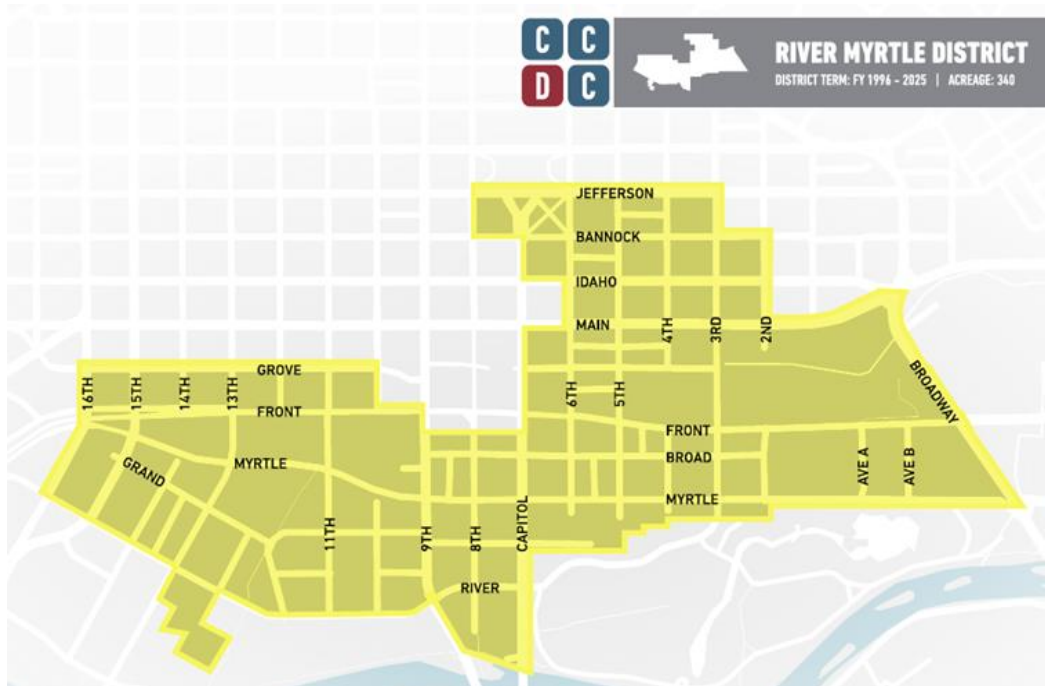 C C
D C
RIVER MYRTLE DISTRICT
DISTRICT TERM: FY 1996 - 2025 | ACREAGE: 340
JEFFERSON
BANNOCK
IDAHO
MAIN
4TH
3RD
2ND
GROVE
16TH
15TH
14TH
13TH
6TH
5TH
BROADWAY
FRONT
FRONT
BROAD
MYRTLE
GRAND
AVE A
AVE B
MYRTLE
11TH
9TH
8TH
CAPITOL
RIVER